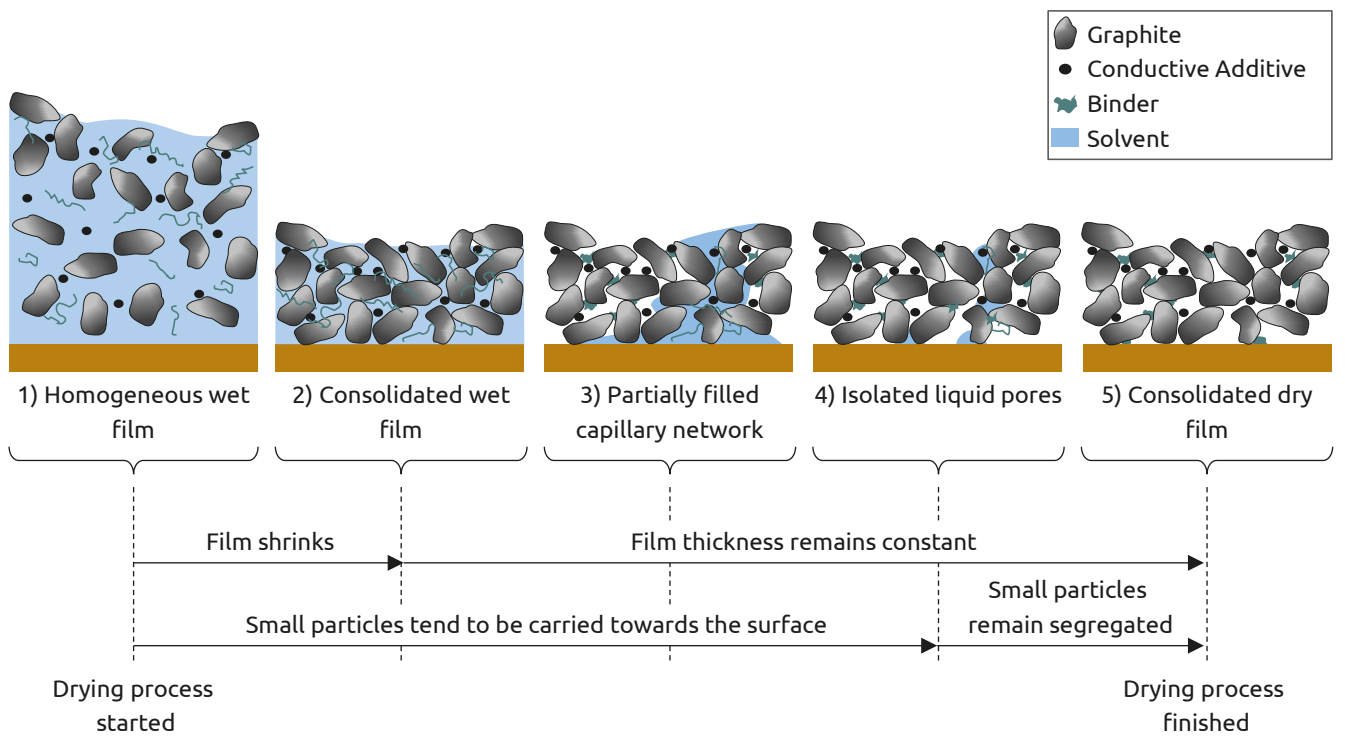 Graphite
Conductive Additive
Binder
Solvent
1) Homogeneous wet
film
2) Consolidated wet
film
3) Partially filled
capillary network
4) Isolated liquid pores
5) Consolidated dry
film
Film shrinks
Film thickness remains constant
Small particles tend to be carried towards the surface
Small particles
remain segregated
Drying process
started
Drying process
finished